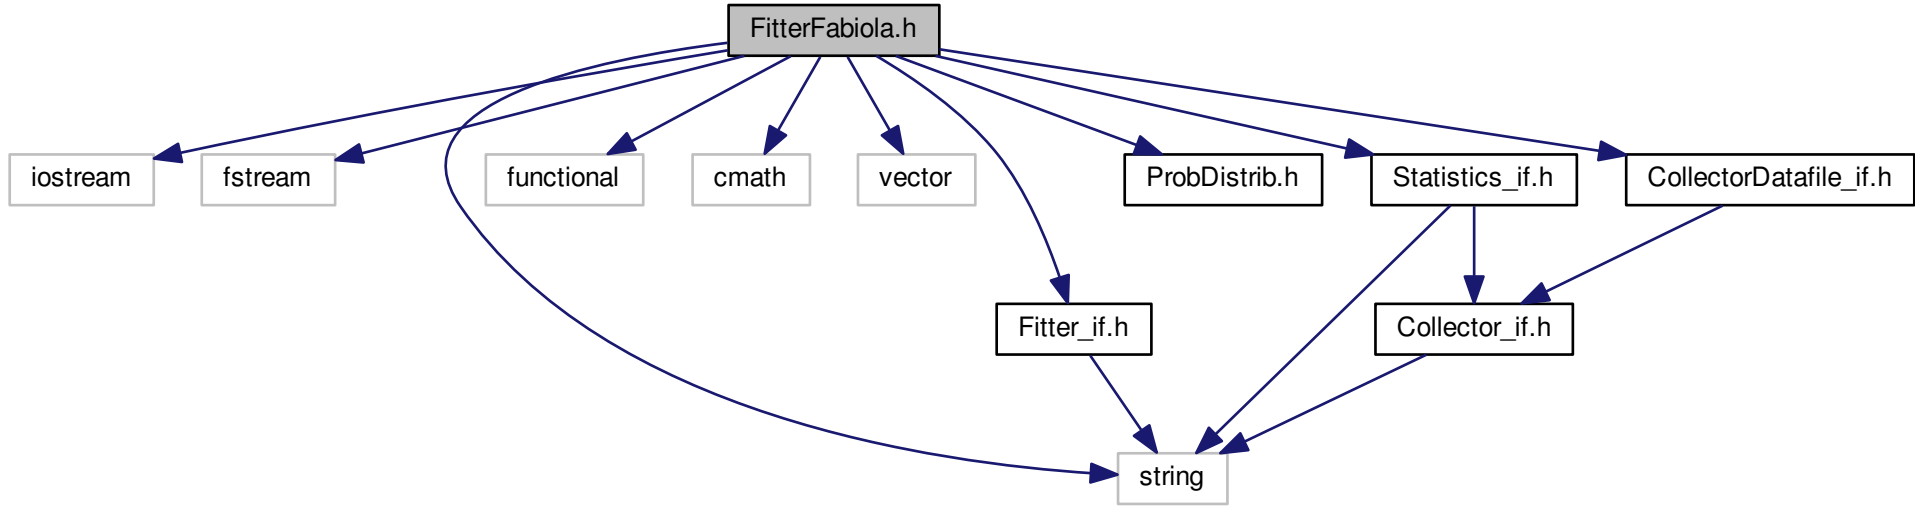 FitterFabiola.h
iostream
fstream
functional
cmath
vector
ProbDistrib.h
Statistics_if.h
CollectorDatafile_if.h
Fitter_if.h
Collector_if.h
string